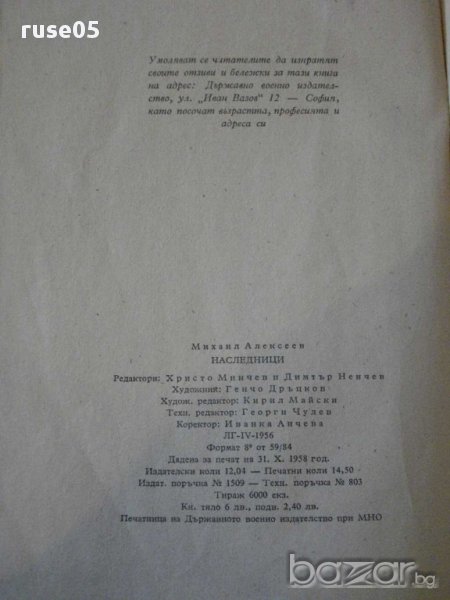 ruse05
Умоляват се читателите да изпратят
своите отзиви и бележки за тази книга
на адрес: Държавно военно издател-
ство, ул. „Иван Вазов" 12 — София,
като посочат възрастта, професията и
адреса си
Михаил Алексеев
НАСЛЕДНИЦИ
Редактори: Христо Минчев и Димтър Ненчев
Художник: Генчо Дръцков
Худож. редактор: Кирил Майски
Техн. редактор: Георги Чулев
Коректор: Иванка Анчева
ЛГ-IV-1956
Формат 8° от 59/84
Дадена за печат на 31. X. 1958 год.
Издателски коли 12,04 — Печатни коли 14,50
Издат. поръчка № 1509 — Техн. поръчка № 803
Тираж 6000 екз.
Кн. тяло 6 лв., подв. 2,40 лв.
Печатница на Държавното военно издателство при МНО
bazar.bg